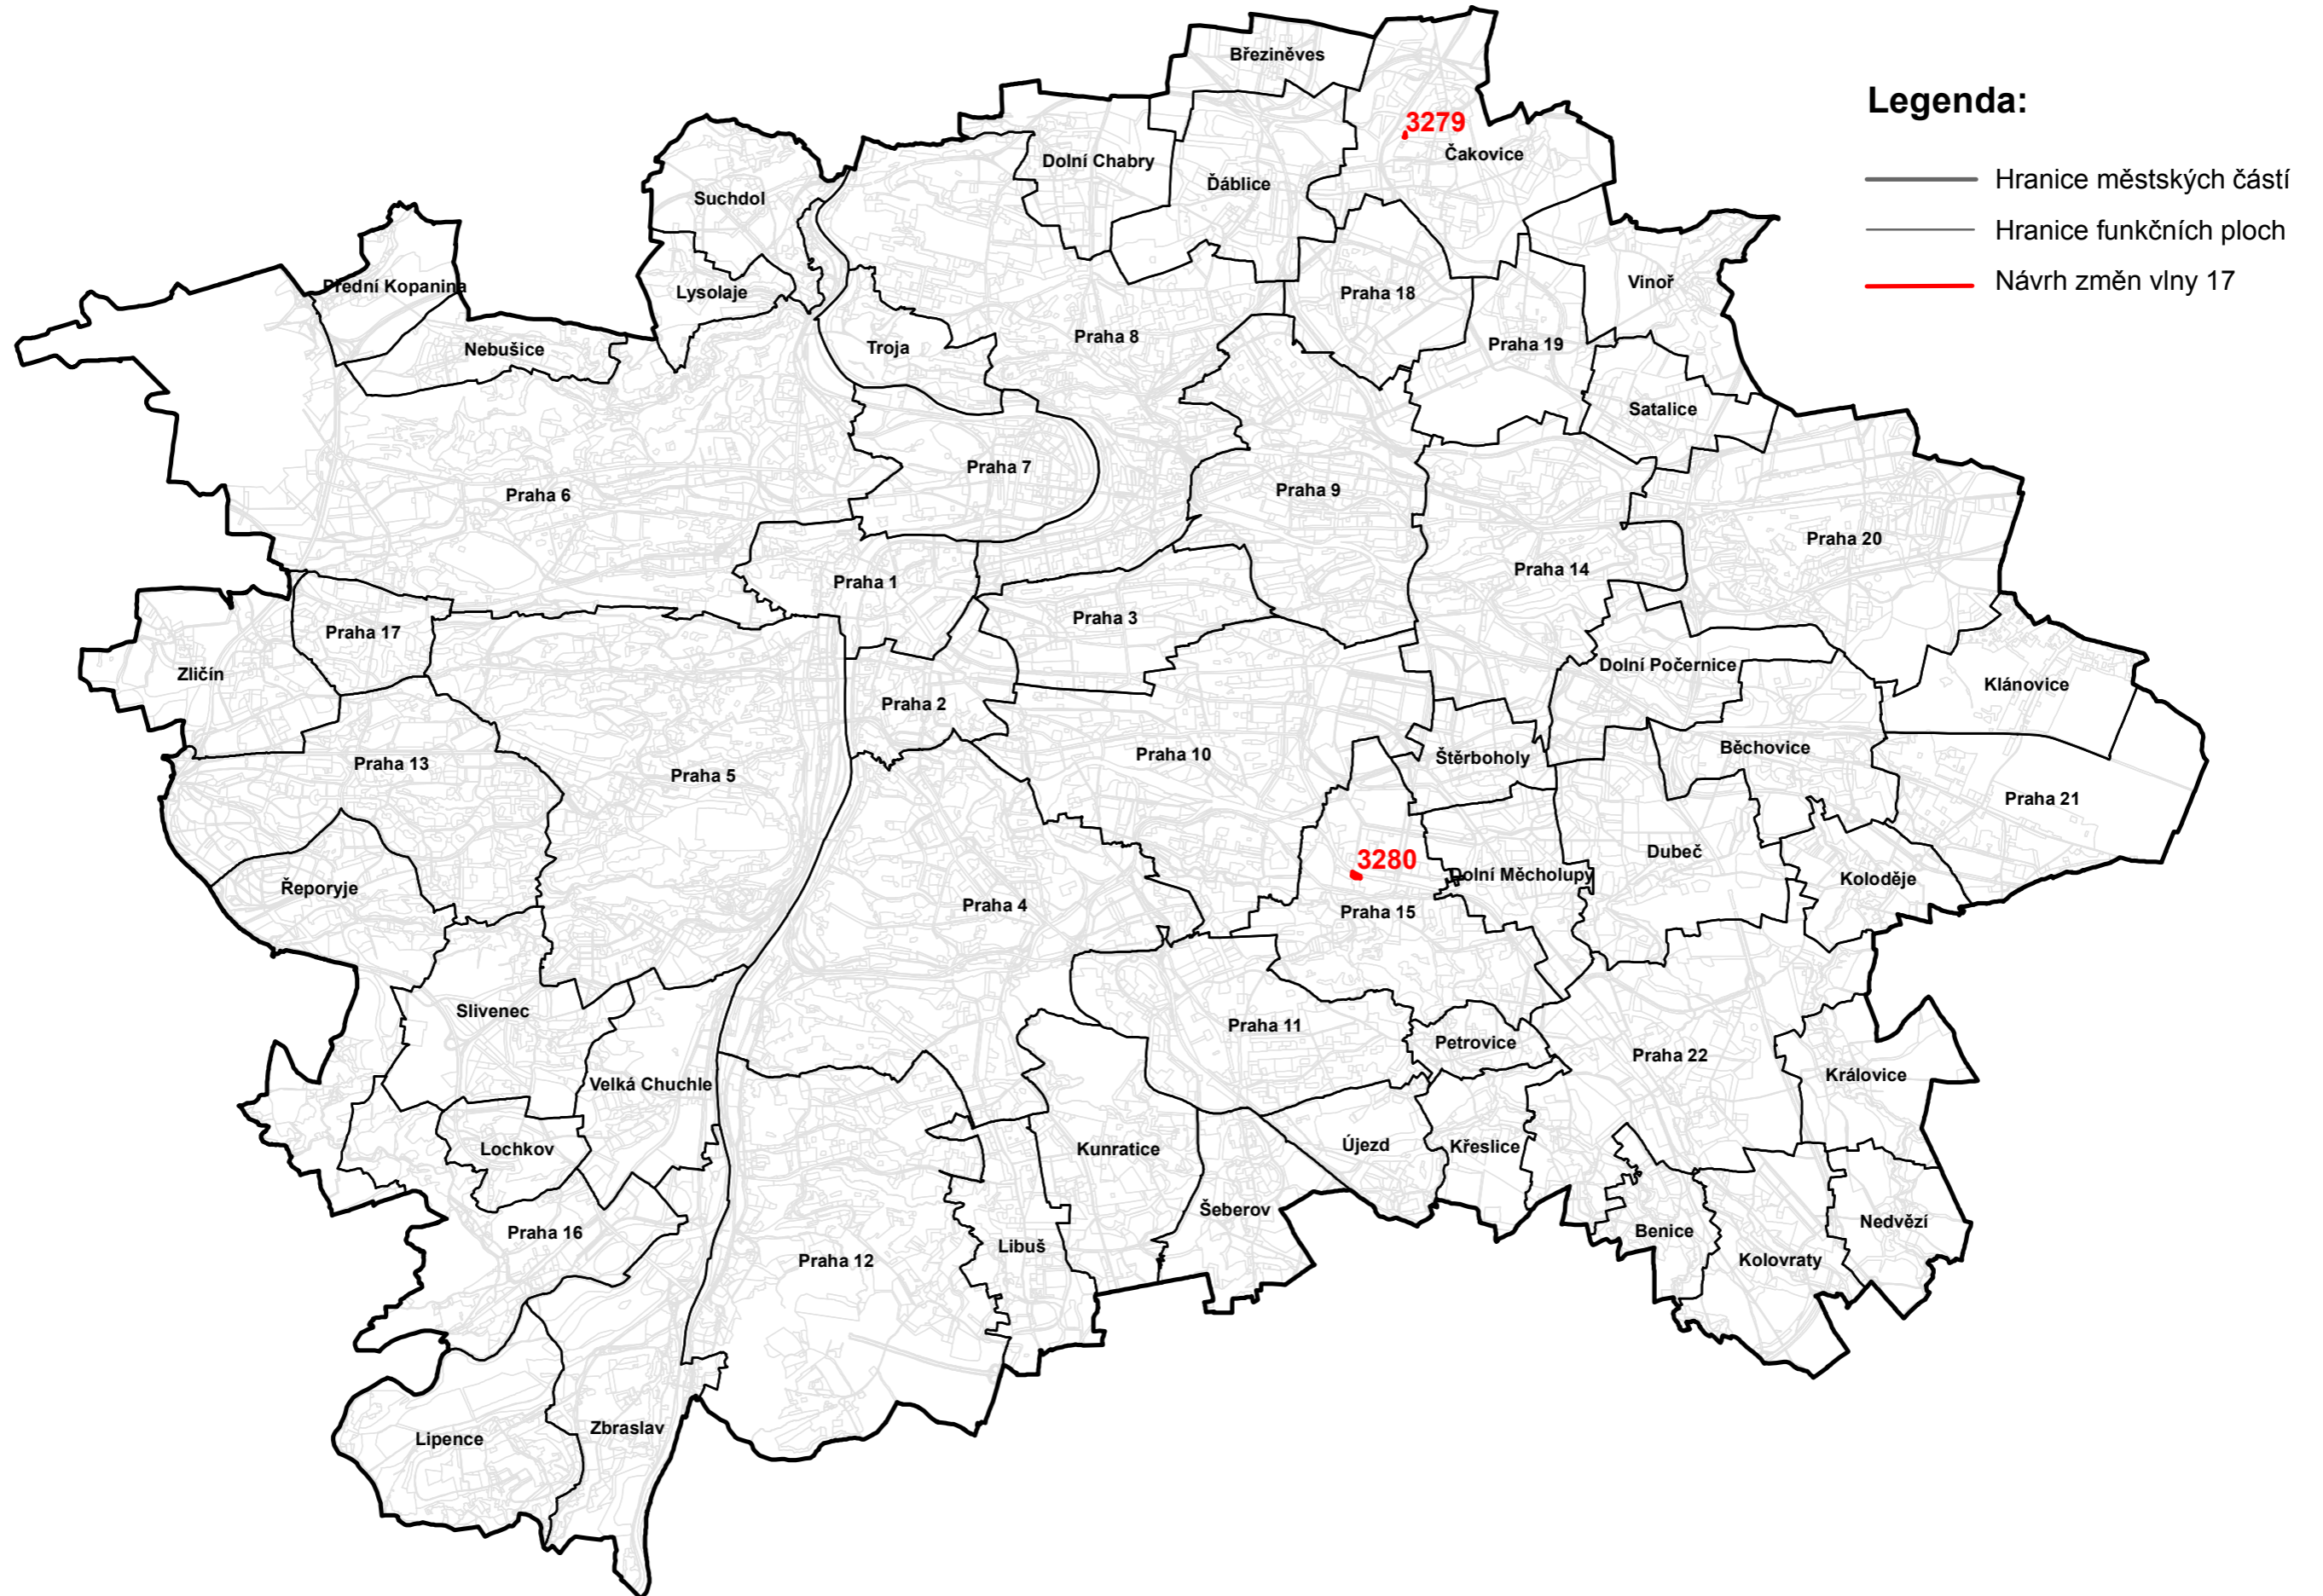 Březiněves
Legenda:
3279
Čakovice
Dolní Chabry
Ďáblice
Hranice městských částí
Suchdol
Hranice funkčních ploch
Přední Kopanina
Lysolaje
Praha 18
Vinoř
Návrh změn vlny 17
Nebušice
Troja
Praha 8
Praha 19
Satalice
Praha 7
Praha 6
Praha 9
Praha 20
Praha 1
Praha 14
Praha 3
Praha 17
Zličín
Dolní Počernice
Klánovice
Praha 2
Praha 13
Praha 5
Praha 10
Štěrboholy
Běchovice
Praha 21
3280
Dubeč
Řeporyje
Dolní Měcholupy
Koloděje
Praha 4
Praha 15
Slivenec
Praha 11
Petrovice
Praha 22
Velká Chuchle
Královice
Lochkov
Kunratice
Újezd
Křeslice
Praha 16
Šeberov
Nedvězí
Libuš
Benice
Praha 12
Kolovraty
Lipence
Zbraslav